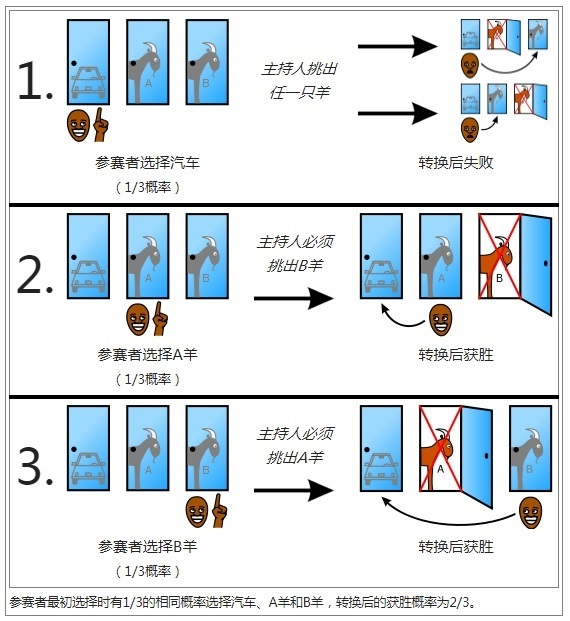 1.
A
B
主持人挑出
任一只羊
参赛者选择汽车
（1/3概率）
转换后失败
2.
A
B
主持人必须
挑出B羊
A
B
参赛者选择A羊
（1/3概率）
转换后获胜
3.
A
B
主持人必须
挑出A羊
A
B
参赛者选择B羊
（1/3概率）
转换后获胜
参赛者最初选择时有1/3的相同概率选择汽车、A羊和B羊，转换后的获胜概率为2/3。